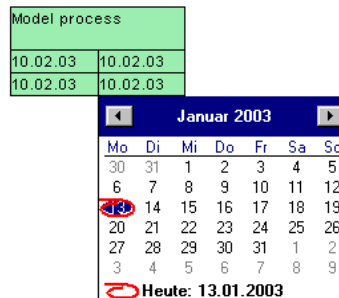 Model process
10.02.03 10.02.03
10.02.03 10.02.03
Januar 2003
Mo Di Mi Do Fr Sa So
30 31 1 2 3 4 5
6 7 8 9 10 11 12
13 14 15 16 17 18 19
20 21 22 23 24 25 26
27 28 29 30 31 1 2
3 4 5 6 7 8 9
Heute: 13.01.2003